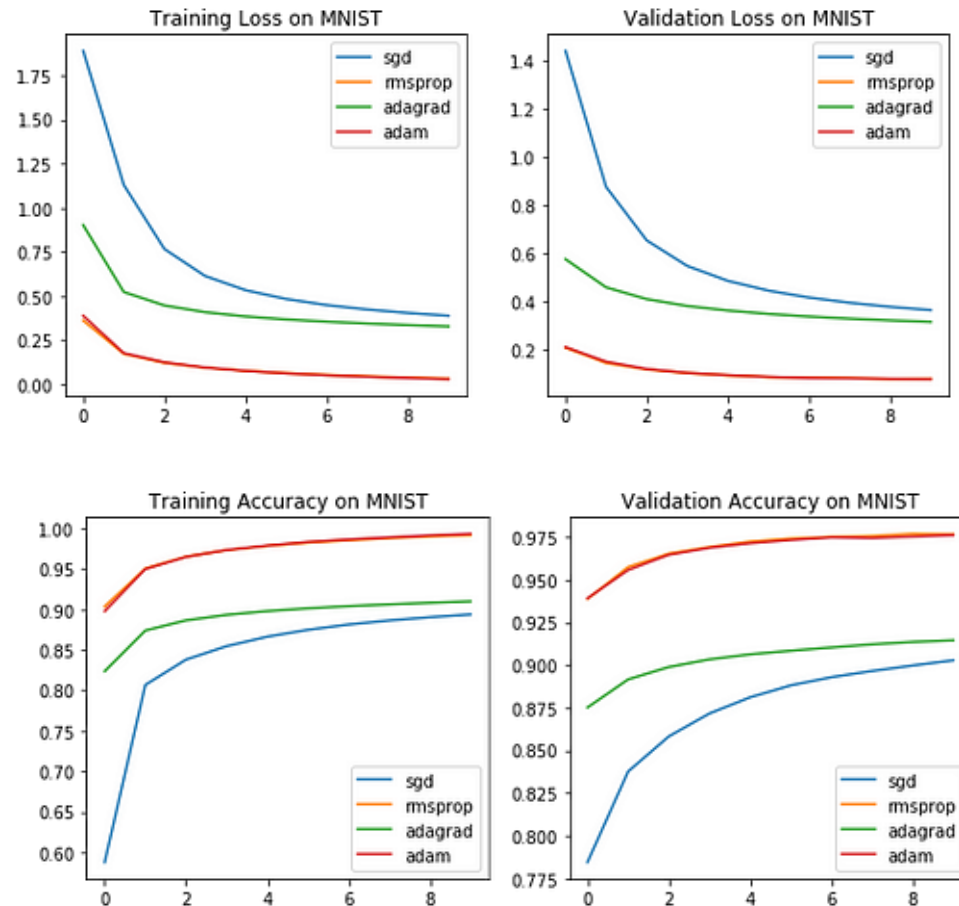 Training Loss on MNIST
1.75
1.50
1.25
1.00
0.75
0.50
0.25
0.00
0 2 4 6 8
sgd
rmsprop
adagrad
adam
Validation Loss on MNIST
1.4
1.2
1.0
0.8
0.6
0.4
0.2
0 2 4 6 8
sgd
rmsprop
adagrad
adam
Training Accuracy on MNIST
1.00
0.95
0.90
0.85
0.80
0.75
0.70
0.65
0.60
0 2 4 6 8
sgd
rmsprop
adagrad
adam
Validation Accuracy on MNIST
0.975
0.950
0.925
0.900
0.875
0.850
0.825
0.800
0.775
0 2 4 6 8
sgd
rmsprop
adagrad
adam